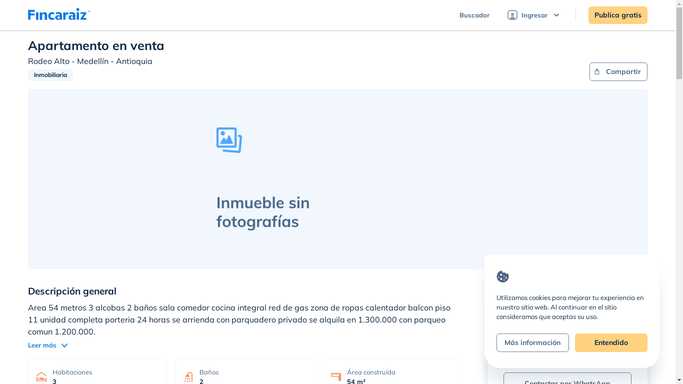 Fincaraiz
Buscador
Ingresar
Publica gratis
Apartamento en venta
Rodeo Alto - Medellín - Antioquia
Inmobiliaria
Compartir
Inmueble sin
fotografías
Descripción general
Area 54 metros 3 alcobas 2 baños sala comedor cocina integral red de gas zona de ropas calentador balcon piso
11 unidad completa porteria 24 horas se arrienda con parquadero privado se alquila en 1.300.000 con parqueo
comun 1.200.000.
Leer más
Habitaciones
3
Baños
2
Área construida
54 m²
Utilizamos cookies para mejorar tu experiencia en
nuestro sitio web. Al continuar en el sitio
consideramos que aceptas su uso.
Más información
Entendido
Contactar por WhatsApp